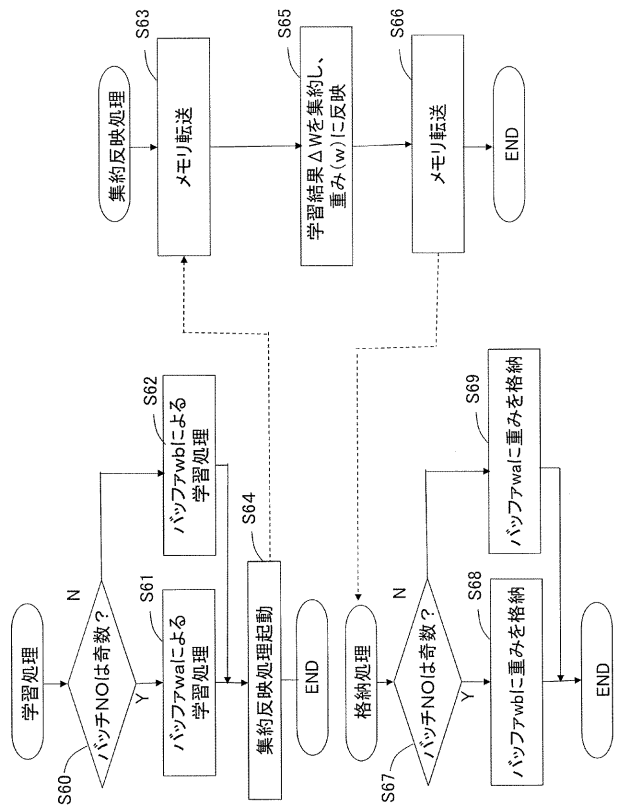 学習処理
S60
バッチNOは奇数？
Y
N
S61
バッファwaによる
学習処理
S62
バッファwbによる
学習処理
S64
集約反映処理起動
END
集約反映処理
S63
メモリ転送
S65
学習結果ΔWを集約し、
重み（w）に反映
S66
メモリ転送
END
格納処理
S67
バッチNOは奇数？
Y
N
S68
バッファwbに重みを格納
S69
バッファwaに重みを格納
END